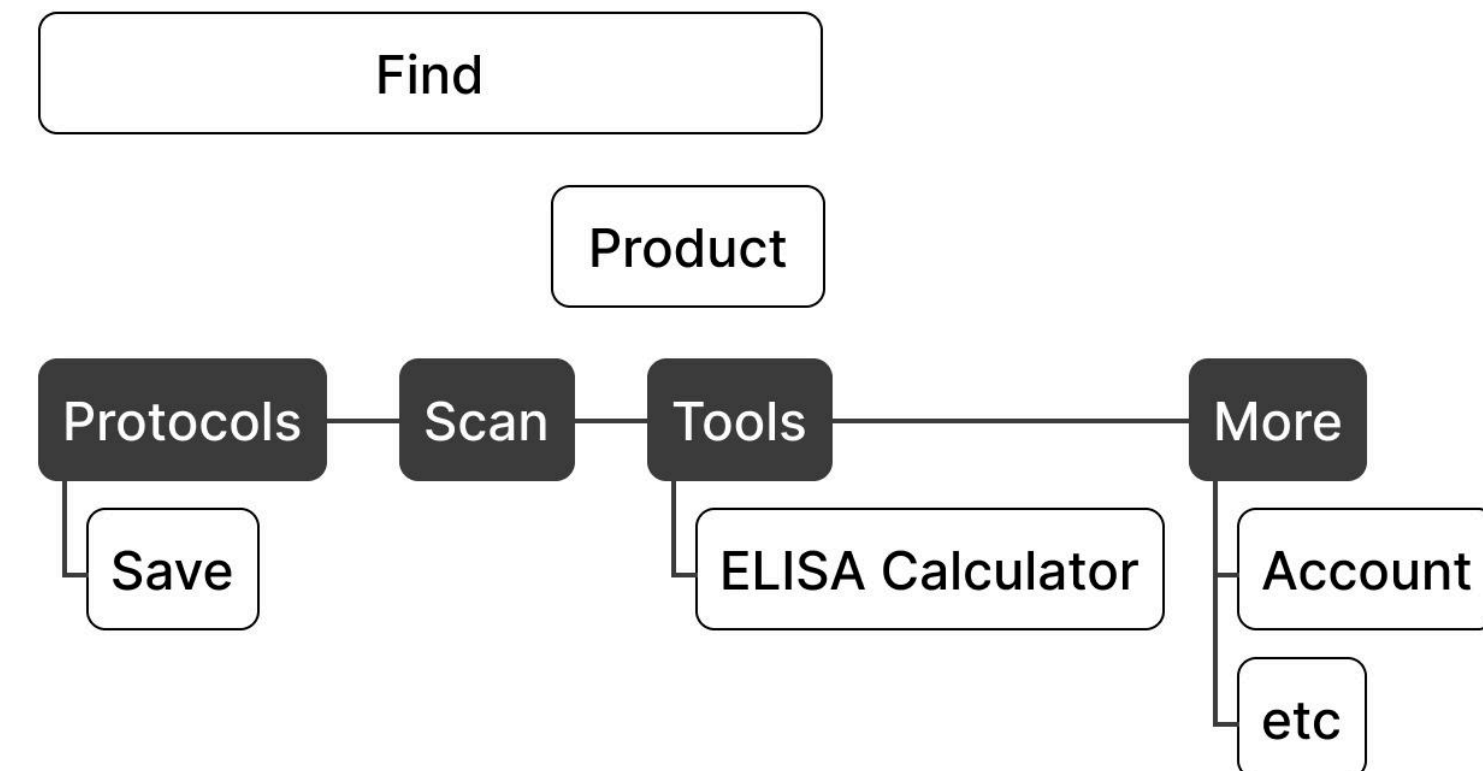 Find
Product
Protocols
Scan
Tools
More
Save
ELISA Calculator
Account
etc